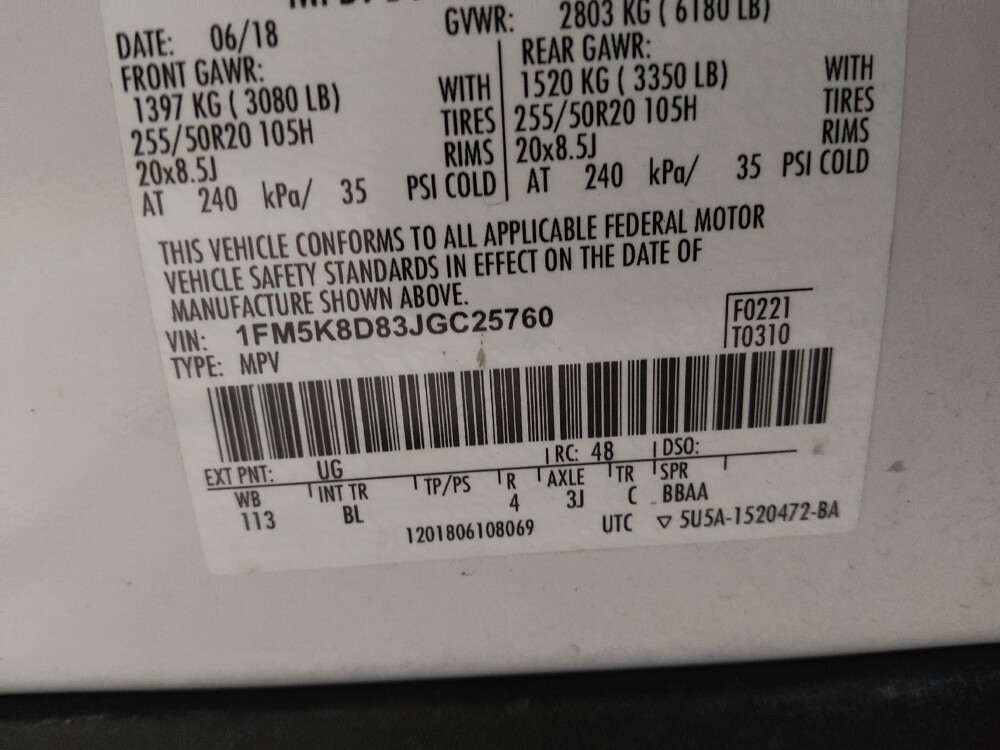 DATE: 06/18 GVWR: 2803 KG ( 6180 LB)
FRONT GAWR: REAR GAWR:
1397 KG ( 3080 LB) WITH 1520 KG ( 3350 LB) WITH
255/50R20 105H TIRES 255/50R20 105H TIRES
20x8.5J RIMS 20x8.5J RIMS
AT 240 kPa/ 35 PSI COLD AT 240 kPa/ 35 PSI COLD
THIS VEHICLE CONFORMS TO ALL APPLICABLE FEDERAL MOTOR
VEHICLE SAFETY STANDARDS IN EFFECT ON THE DATE OF
MANUFACTURE SHOWN ABOVE.
VIN: 1FM5K8D83JGC25760 F0221
TYPE: MPV T0310
EXT PNT: UG RC: 48 DSO:
WB INT TR TP/PS R AXLE TR SPR
113 BL 4 3J C BBAA
1201806108069 UTC ▽ 5U5A-1520472-BA